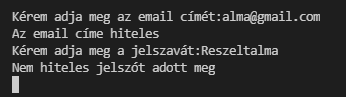 Kérem adja meg az email címét:alma@gmail.com
Az email címe hiteles
Kérem adja meg a jelszavát:Reszeltalma
Nem hiteles jelszót adott meg